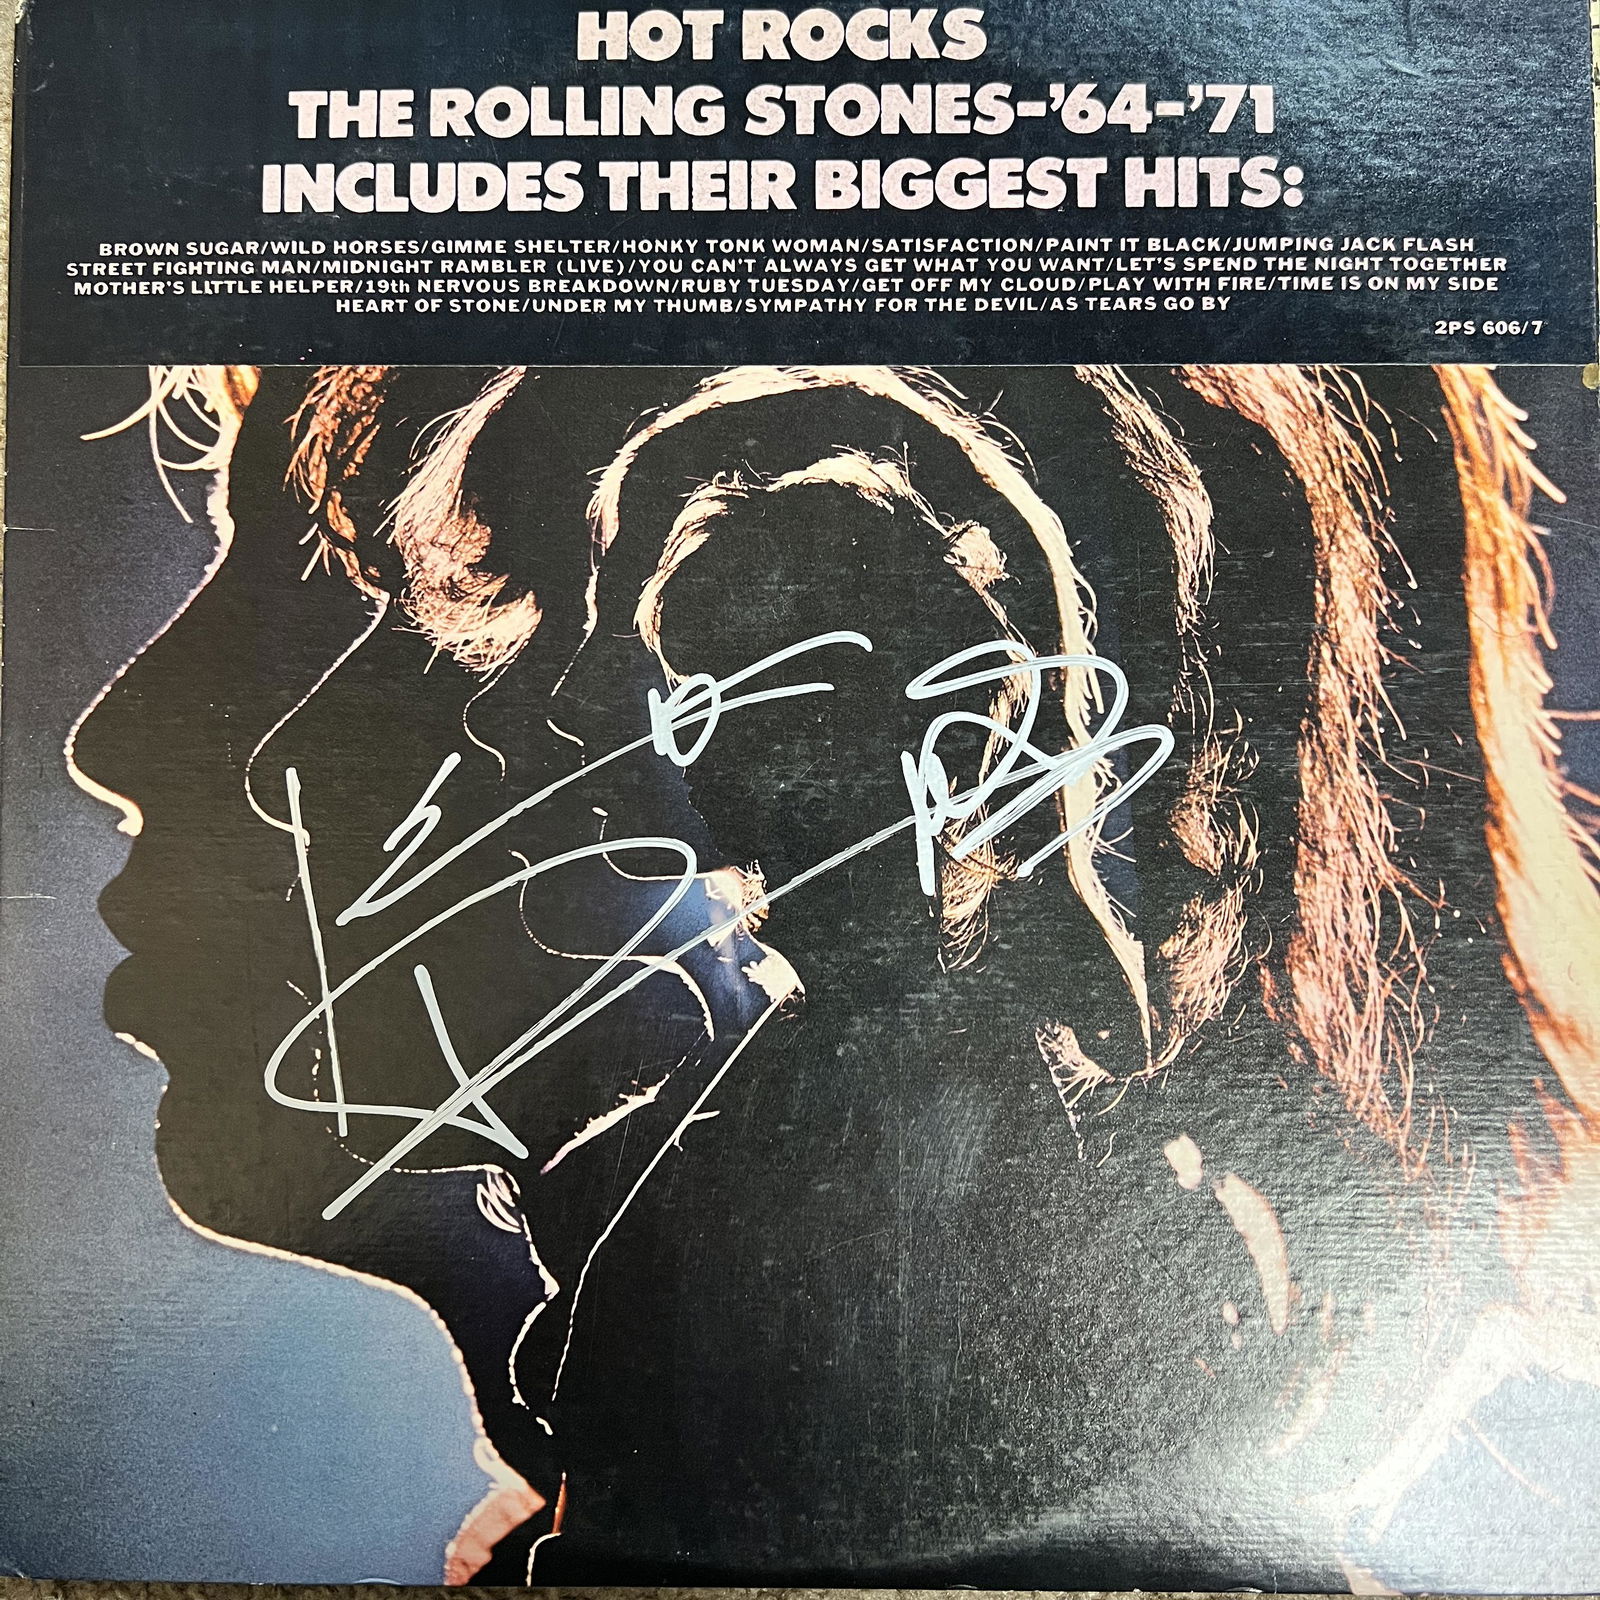 HOT ROCKS
THE ROLLING STONES-'64-'71
INCLUDES THEIR BIGGEST HITS:
BROWN SUGAR/WILD HORSES/GIMME SHELTER/HONKY TONK WOMAN/SATISFACTION/PAINT IT BLACK/JUMPING JACK FLASH
STREET FIGHTING MAN/MIDNIGHT RAMBLER (LIVE)/YOU CAN'T ALWAYS GET WHAT YOU WANT/LET'S SPEND THE NIGHT TOGETHER
MOTHER'S LITTLE HELPER/19th NERVOUS BREAKDOWN/RUBY TUESDAY/GET OFF MY CLOUD/PLAY WITH FIRE/TIME IS ON MY SIDE
HEART OF STONE/UNDER MY THUMB/SYMPATHY FOR THE DEVIL/AS TEARS GO BY
2PS 606/7